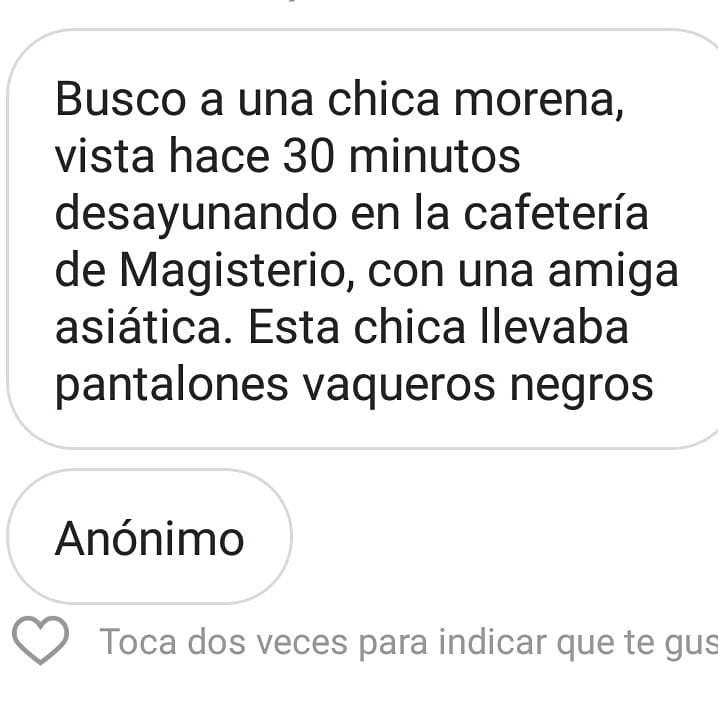 Busco a una chica morena,
vista hace 30 minutos
desayunando en la cafetería
de Magisterio, con una amiga
asiática. Esta chica llevaba
pantalones vaqueros negros
Anónimo
Toca dos veces para indicar que te gus